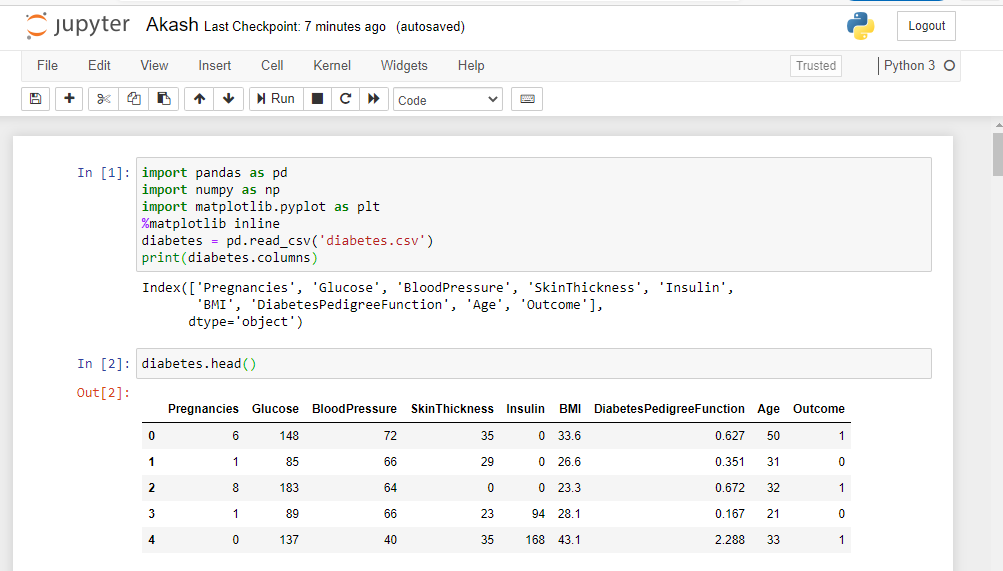 jupyter Akash Last Checkpoint: 7 minutes ago (autosaved) Logout
File Edit View Insert Cell Kernel Widgets Help Trusted Python 3
Run Code
In [1]: import pandas as pd
import numpy as np
import matplotlib.pyplot as plt
%matplotlib inline
diabetes = pd.read_csv('diabetes.csv')
print(diabetes.columns)
Index(['Pregnancies', 'Glucose', 'BloodPressure', 'SkinThickness', 'Insulin',
'BMI', 'DiabetesPedigreeFunction', 'Age', 'Outcome'],
dtype='object')
In [2]: diabetes.head()
Out[2]:
Pregnancies Glucose BloodPressure SkinThickness Insulin BMI DiabetesPedigreeFunction Age Outcome
0 6 148 72 35 0 33.6 0.627 50 1
1 1 85 66 29 0 26.6 0.351 31 0
2 8 183 64 0 0 23.3 0.672 32 1
3 1 89 66 23 94 28.1 0.167 21 0
4 0 137 40 35 168 43.1 2.288 33 1